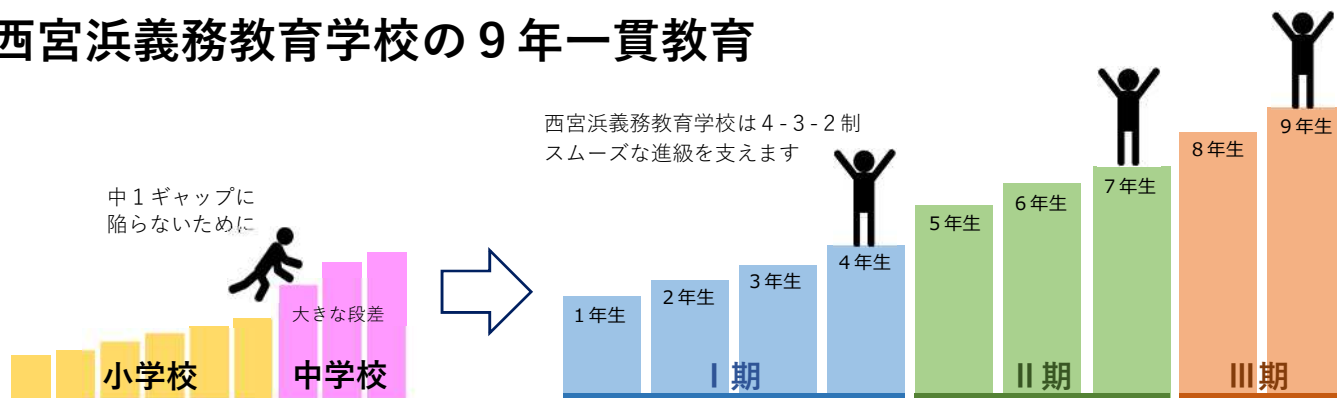 西宮浜義務教育学校の９年一貫教育
西宮浜義務教育学校は４-３-２制
スムーズな進級を支えます
中１ギャップに
陥らないために
大きな段差
小学校
中学校
１年生
２年生
３年生
４年生
５年生
６年生
７年生
８年生
９年生
Ⅰ期
Ⅱ期
Ⅲ期